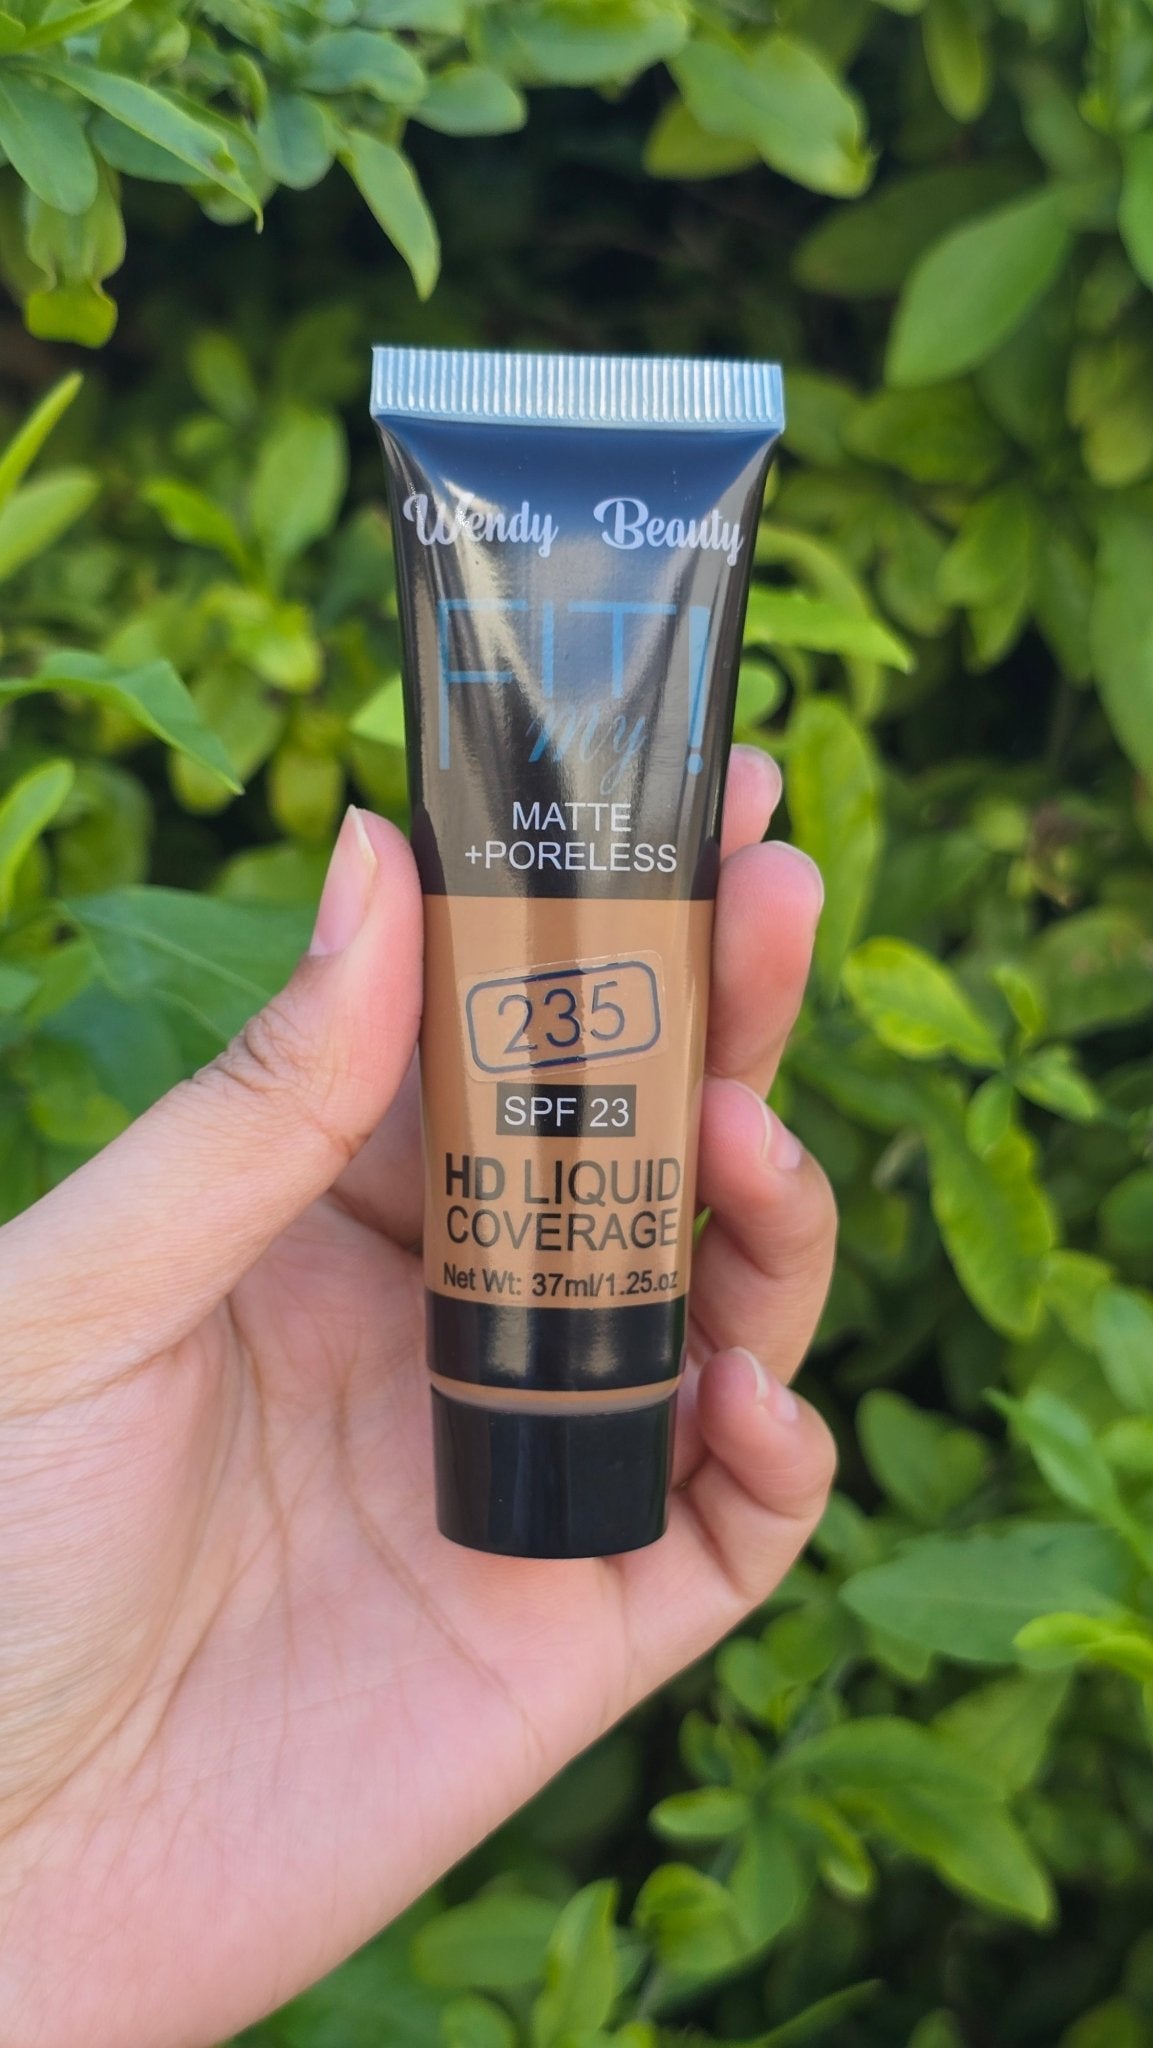 Wendy Beauty
FIT!
My
MATTE
+PORELESS
235
SPF 23
HD LIQUID
COVERAGE
Net Wt: 37ml/1.25.oz